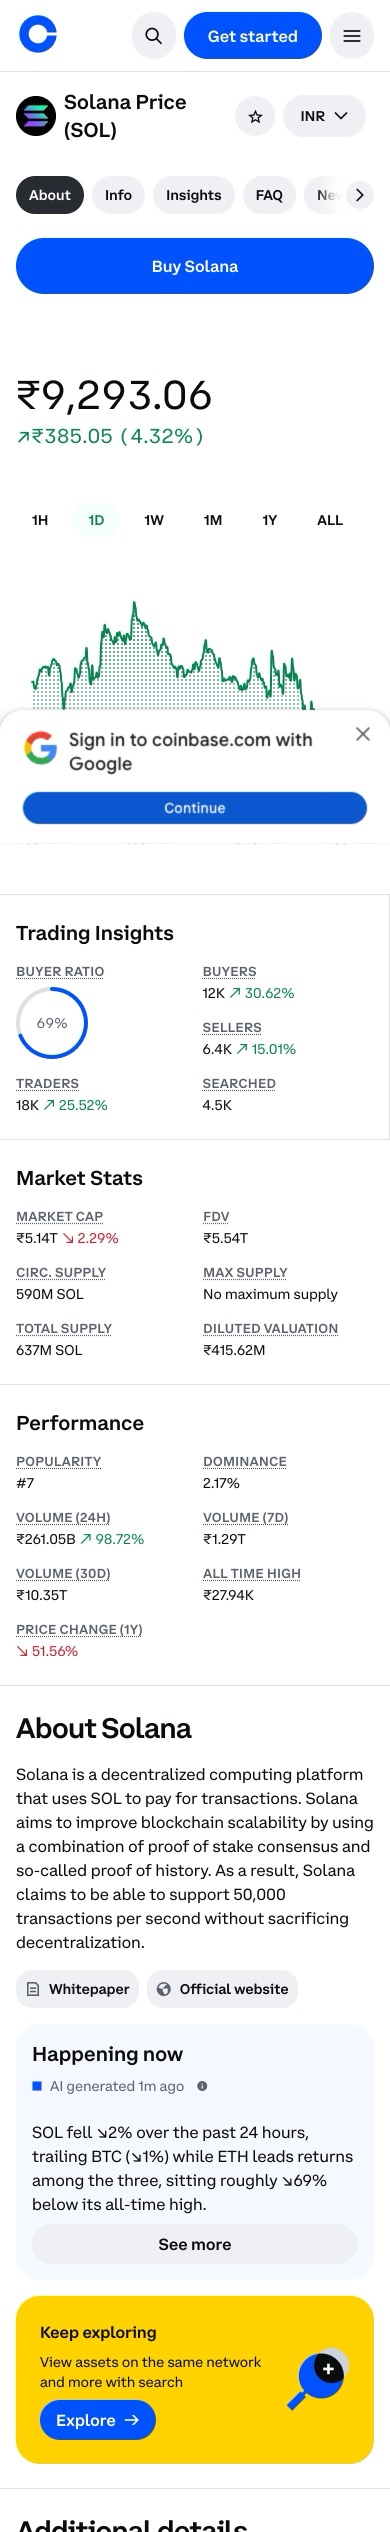 Get started
Solana Price
(SOL)
INR
About
Info
Insights
FAQ
Buy Solana
₹9,293.06
↗₹385.05 (4.32%)
1H
1D
1W
1M
1Y
ALL
Sign in to coinbase.com with
Google
Continue
Trading Insights
BUYER RATIO
69%
BUYERS
12K ↗ 30.62%
SELLERS
6.4K ↗ 15.01%
TRADERS
18K ↗ 25.52%
SEARCHED
4.5K
Market Stats
MARKET CAP
₹5.14T ↘ 2.29%
FDV
₹5.54T
CIRC. SUPPLY
590M SOL
MAX SUPPLY
No maximum supply
TOTAL SUPPLY
637M SOL
DILUTED VALUATION
₹415.62M
Performance
POPULARITY
#7
DOMINANCE
2.17%
VOLUME (24H)
₹261.05B ↗ 98.72%
VOLUME (7D)
₹1.29T
VOLUME (30D)
₹10.35T
ALL TIME HIGH
₹27.94K
PRICE CHANGE (1Y)
↘ 51.56%
About Solana
Solana is a decentralized computing platform
that uses SOL to pay for transactions. Solana
aims to improve blockchain scalability by using
a combination of proof of stake consensus and
so-called proof of history. As a result, Solana
claims to be able to support 50,000
transactions per second without sacrificing
decentralization.
Whitepaper
Official website
Happening now
AI generated 1m ago
SOL fell ↘2% over the past 24 hours,
trailing BTC (↘1%) while ETH leads returns
among the three, sitting roughly ↘69%
below its all-time high.
See more
Keep exploring
View assets on the same network
and more with search
Explore →
Additional details